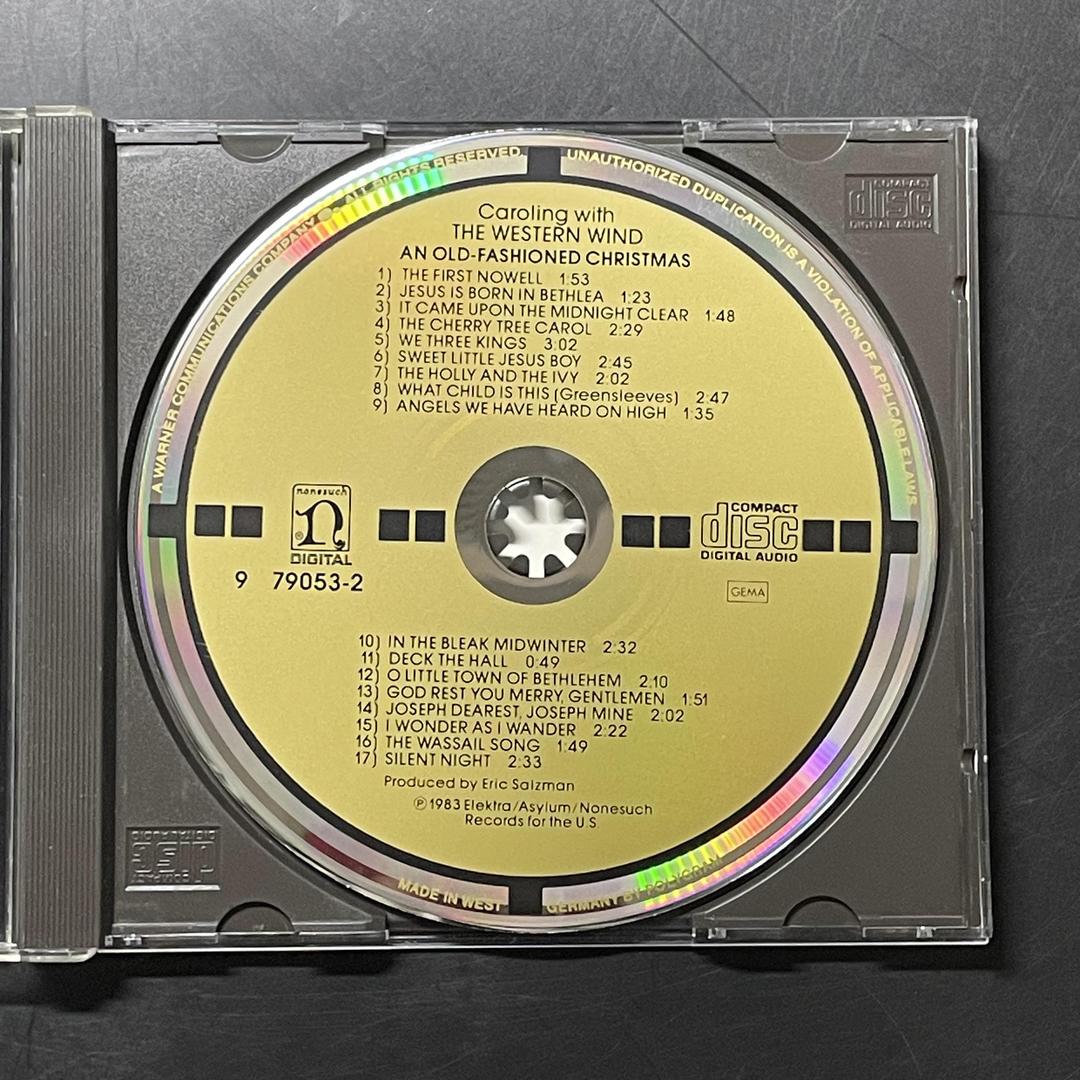 A WARNER COMMUNICATIONS COMPANY ALL RIGHTS RESERVED
UNAUTHORIZED DUPLICATION IS A VIOLATION OF APPLICABLE LAWS
COMPACT
disc
DIGITAL AUDIO
Caroling with
THE WESTERN WIND
AN OLD-FASHIONED CHRISTMAS
1) THE FIRST NOWELL 1:53
2) JESUS IS BORN IN BETHLEA 1:23
3) IT CAME UPON THE MIDNIGHT CLEAR 1:48
4) THE CHERRY TREE CAROL 2:29
5) WE THREE KINGS 3:02
6) SWEET LITTLE JESUS BOY 2:45
7) THE HOLLY AND THE IVY 2:02
8) WHAT CHILD IS THIS (Greensleeves) 2:47
9) ANGELS WE HAVE HEARD ON HIGH 1:35
nonesuch
n
®
DIGITAL
9 79053-2
COMPACT
disc
DIGITAL AUDIO
GEMA
10) IN THE BLEAK MIDWINTER 2:32
11) DECK THE HALL 0:49
12) O LITTLE TOWN OF BETHLEHEM 2,10
13) GOD REST YOU MERRY, GENTLEMEN 1:51
14) JOSEPH DEAREST, JOSEPH MINE 2:02
15) I WONDER AS I WANDER 2:22
16) THE WASSAIL SONG 1:49
17) SILENT NIGHT 2:33
Produced by Eric Salzman
℗ 1983 Elektra/Asylum/Nonesuch
Records for the U.S.
COMPACT
disc
DIGITAL AUDIO
MADE IN WEST GERMANY BY POLYGRAM